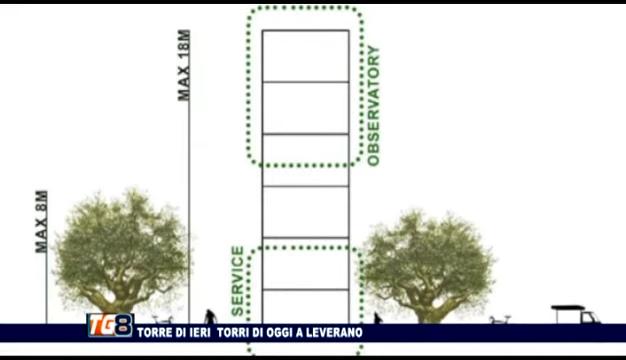 MAX 8M
MAX 18M
OBSERVATORY
SERVICE
TG8
TORRE DI IERI TORRI DI OGGI A LEVERANO